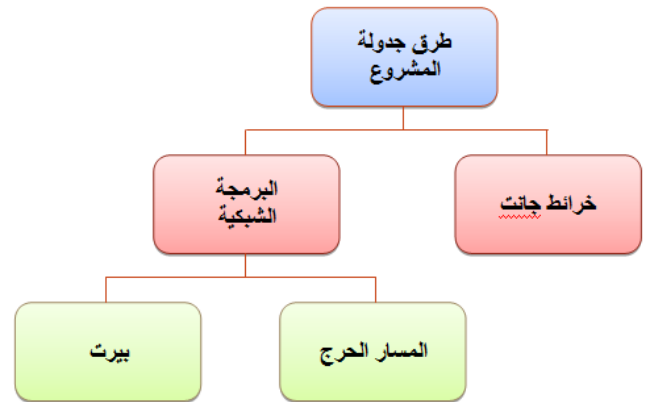 طرق جدولة
المشروع
خرائط جانت
البرمجة
الشبكية
المسار الحرج
بيرت